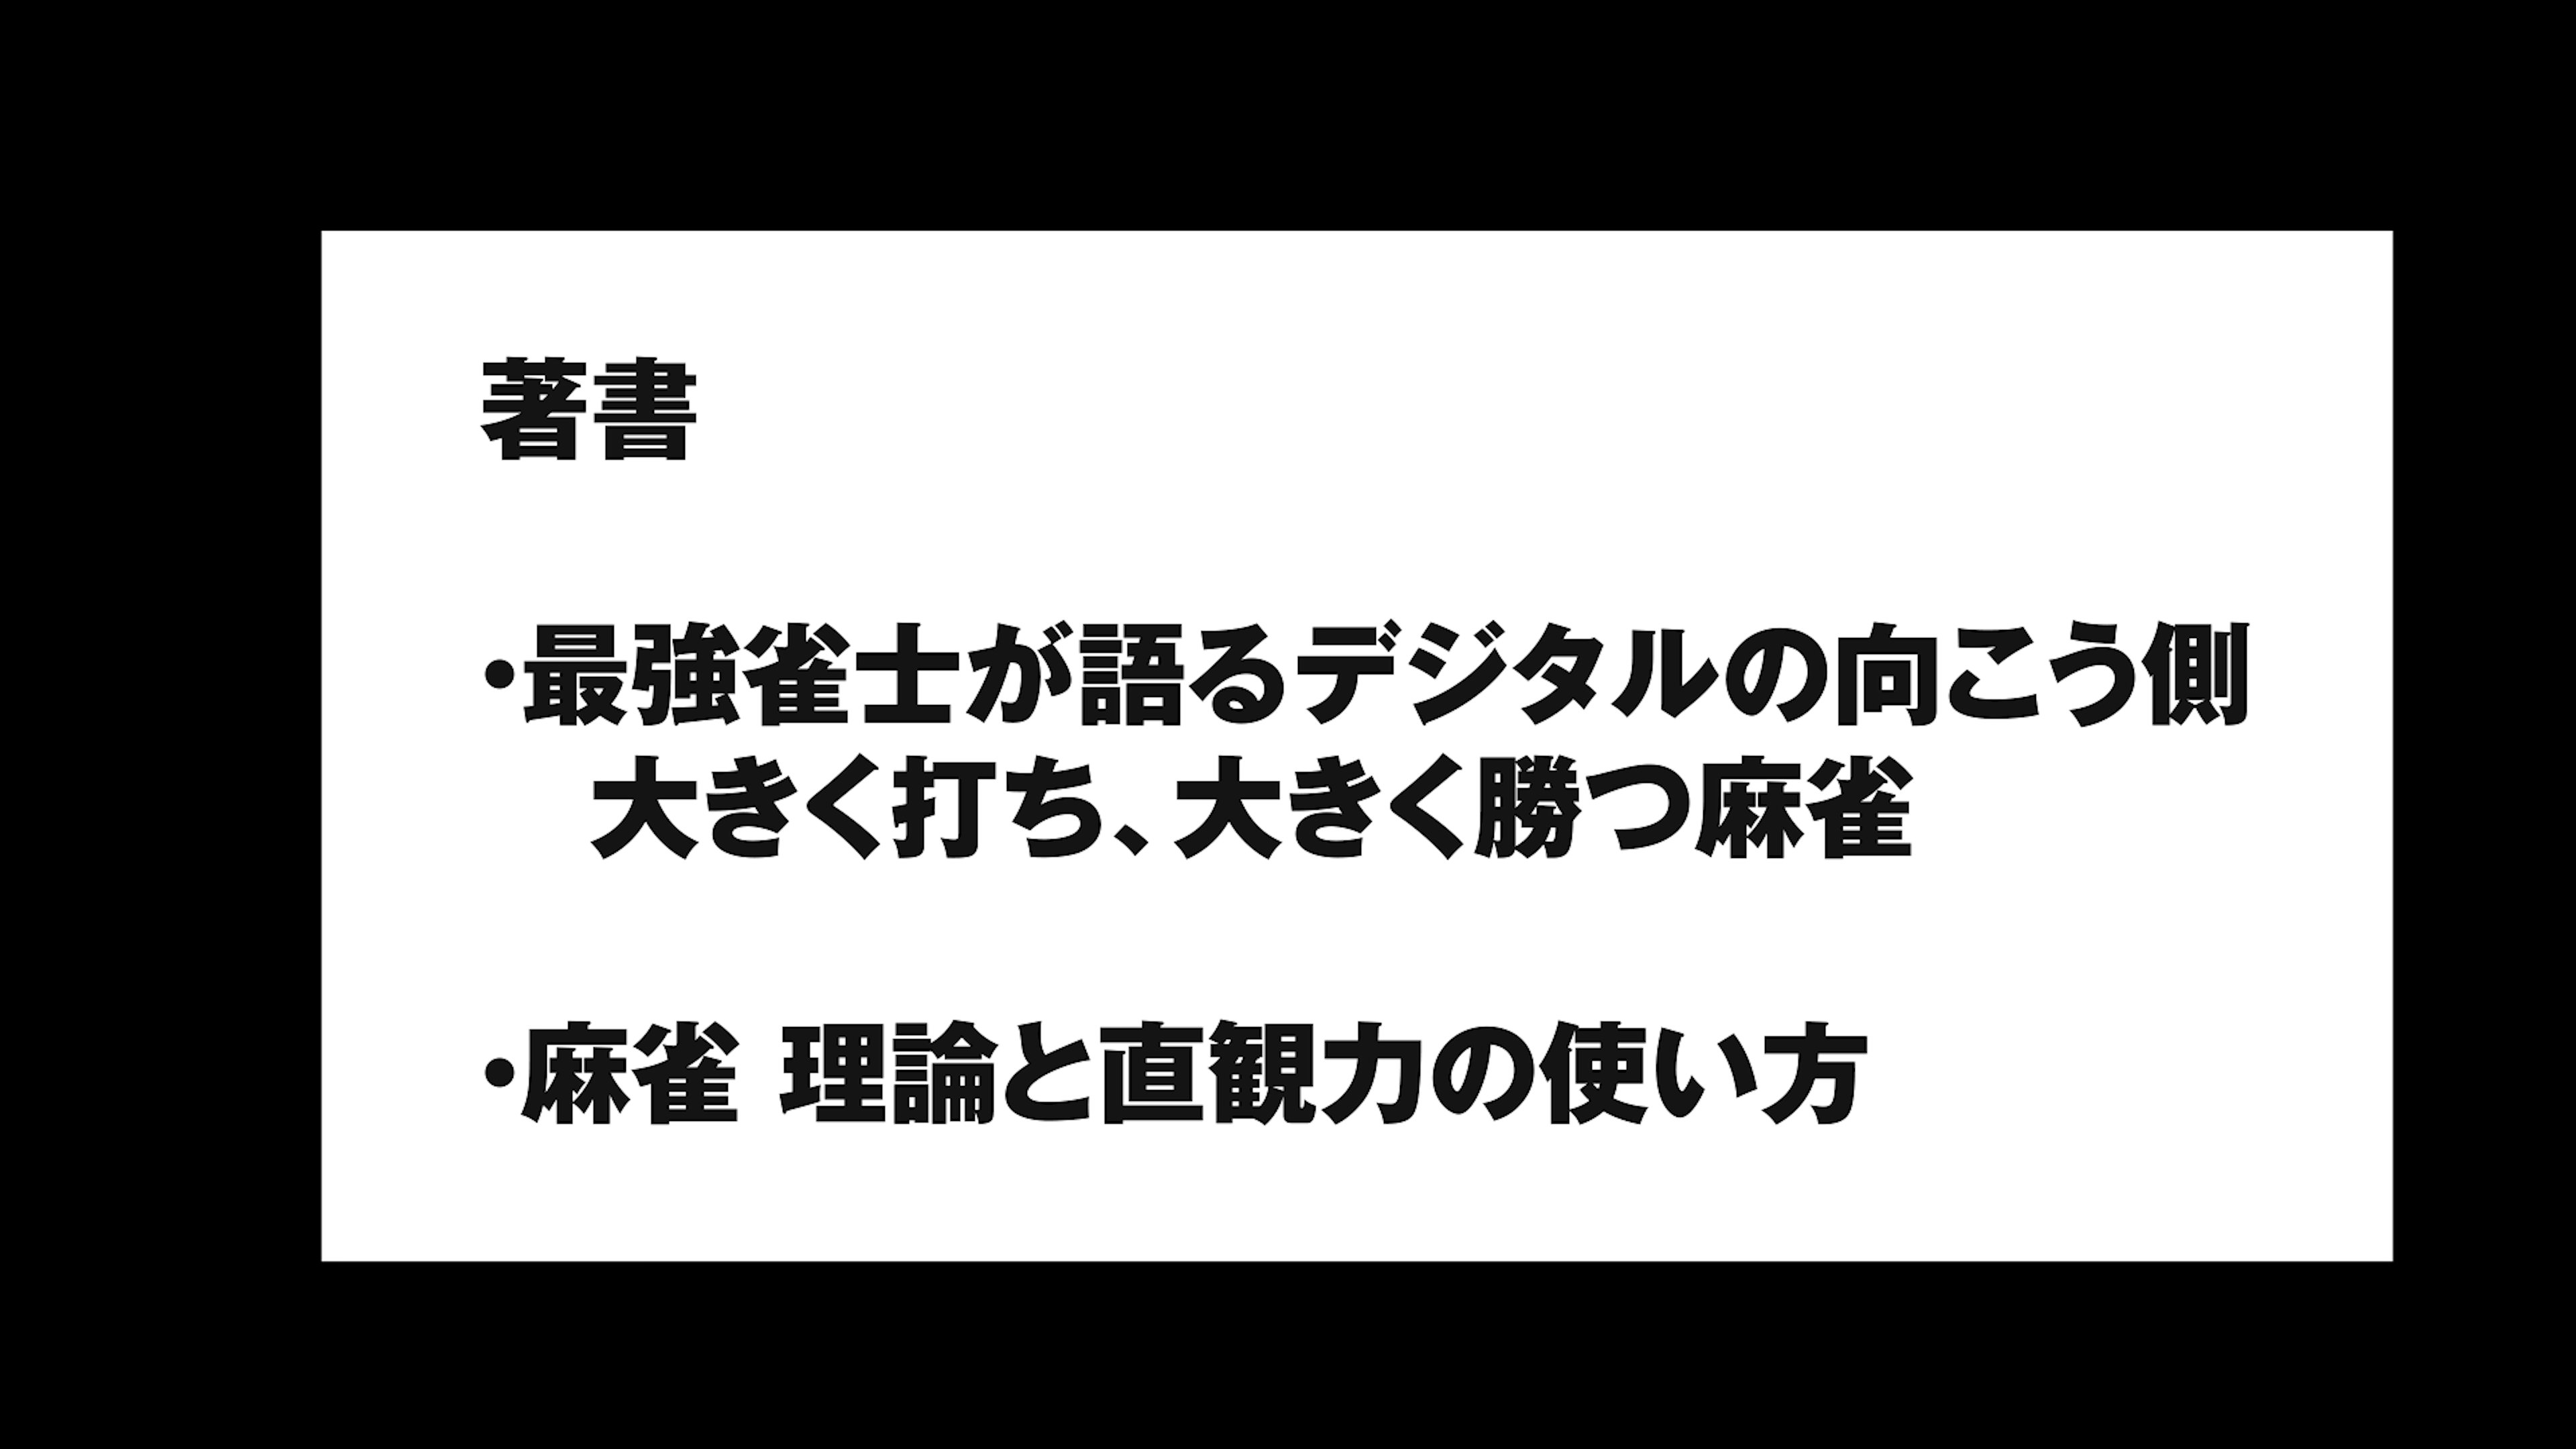 著書
・最強雀士が語るデジタルの向こう側
大きく打ち、大きく勝つ麻雀
・麻雀 理論と直観力の使い方